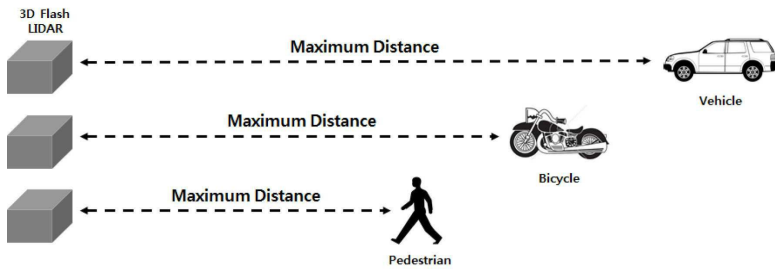 3D Flash
LIDAR
Maximum Distance
Vehicle
Maximum Distance
Bicycle
Maximum Distance
Pedestrian